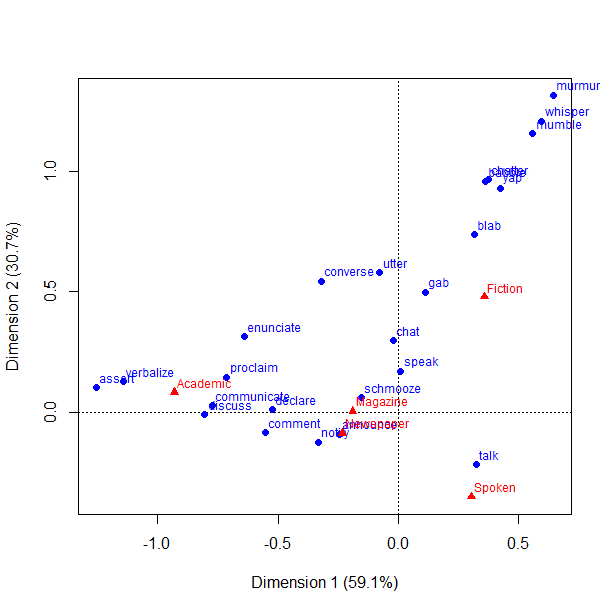 murmur
whisper
mumble
chatter
yap
blab
utter
converse
gab
Fiction
enunciate
chat
speak
proclaim
verbalize
assert
Academic
schmooze
communicate
declare
Magazine
discuss
comment
Newspaper
announce
notify
talk
Spoken
1.0
0.5
0.0
-1.0
-0.5
0.0
0.5
Dimension 2 (30.7%)
Dimension 1 (59.1%)